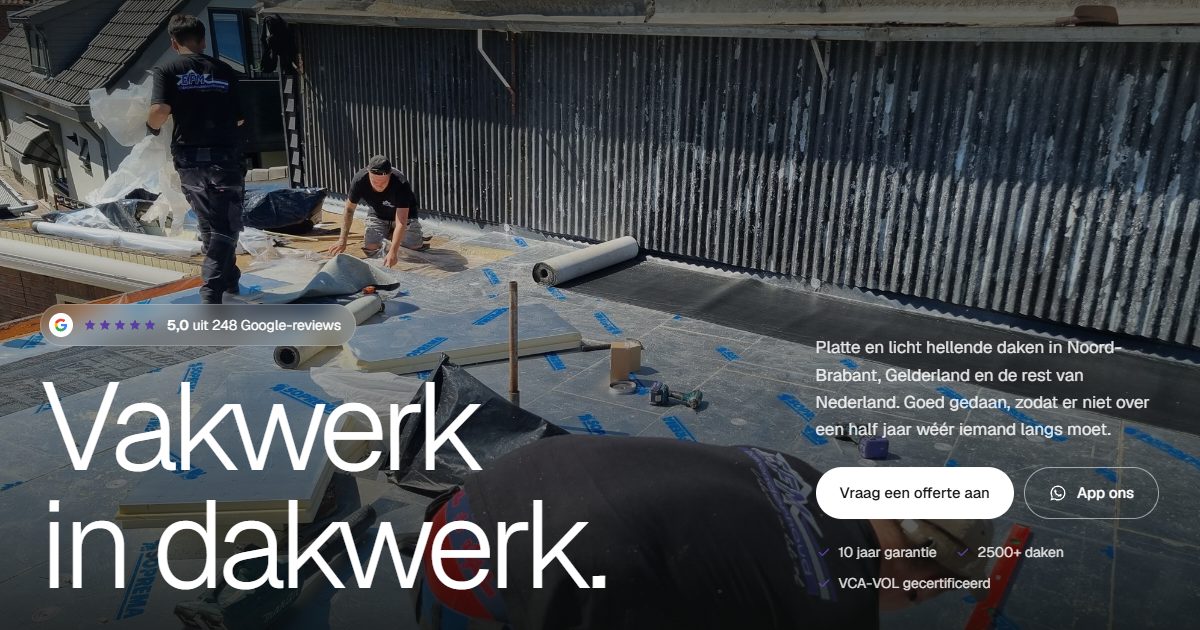 5,0 uit 248 Google-reviews
Vakwerk
in dakwerk.
Platte en licht hellende daken in Noord-
Brabant, Gelderland en de rest van
Nederland. Goed gedaan, zodat er niet over
een half jaar wéér iemand langs moet.
Vraag een offerte aan
App ons
10 jaar garantie
2500+ daken
VCA-VOL gecertificeerd
SOPREMA
SOPREMA